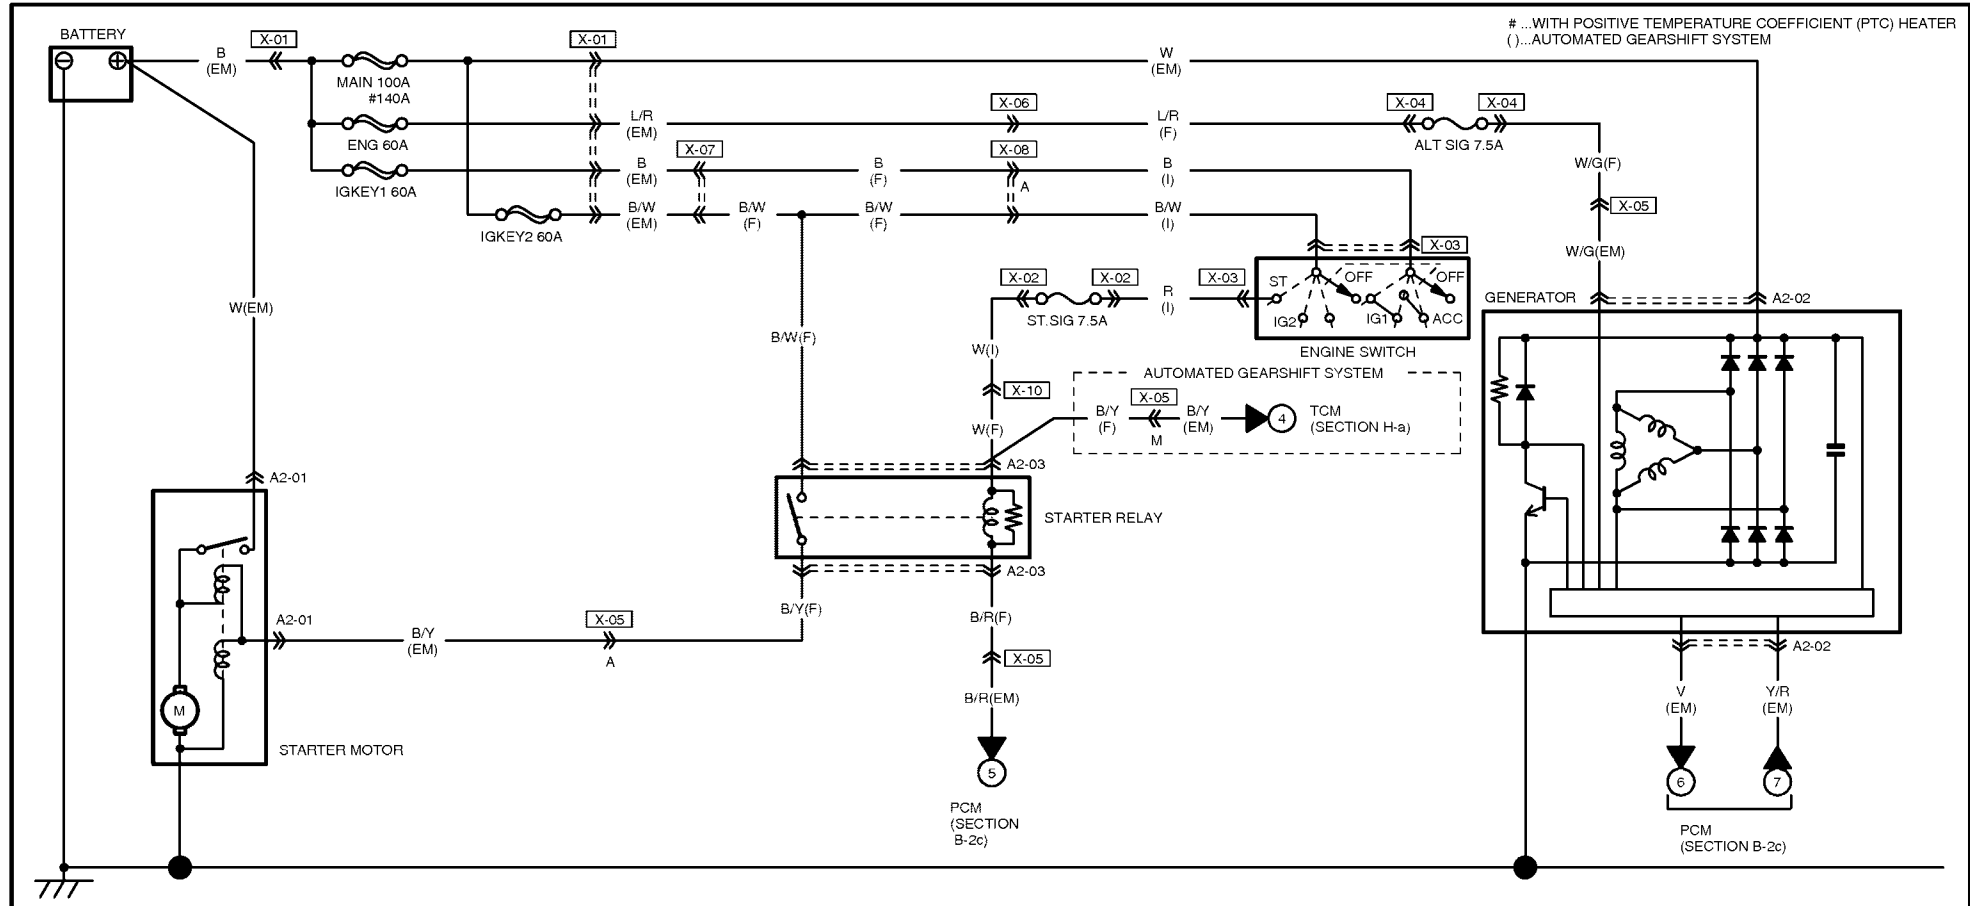 # ...WITH POSITIVE TEMPERATURE COEFFICIENT (PTC) HEATER
( )...AUTOMATED GEARSHIFT SYSTEM
BATTERY
B
(EM)
X-01
MAIN 100A
#140A
X-01
W
(EM)
ENG 60A
L/R
(EM)
X-06
L/R
(F)
X-04
X-04
ALT SIG 7.5A
W/G(F)
IGKEY1 60A
B
(EM)
X-07
B
(F)
X-08
A
B
(I)
IGKEY2 60A
B/W
(EM)
B/W
(F)
B/W
(F)
B/W
(I)
X-05
W/G(EM)
X-03
X-02
X-02
ST.SIG 7.5A
R
(I)
X-03
ST
OFF
OFF
IG2
IG1
ACC
ENGINE SWITCH
GENERATOR
A2-02
W(EM)
B/W(F)
W(I)
X-10
W(F)
AUTOMATED GEARSHIFT SYSTEM
B/Y
(F)
X-05
M
B/Y
(EM)
4
TCM
(SECTION H-a)
A2-01
A2-03
STARTER RELAY
A2-03
A2-01
B/Y
(EM)
X-05
A
B/Y(F)
B/R(F)
X-05
B/R(EM)
M
STARTER MOTOR
5
PCM
(SECTION
B-2c)
A2-02
V
(EM)
Y/R
(EM)
6
7
PCM
(SECTION B-2c)